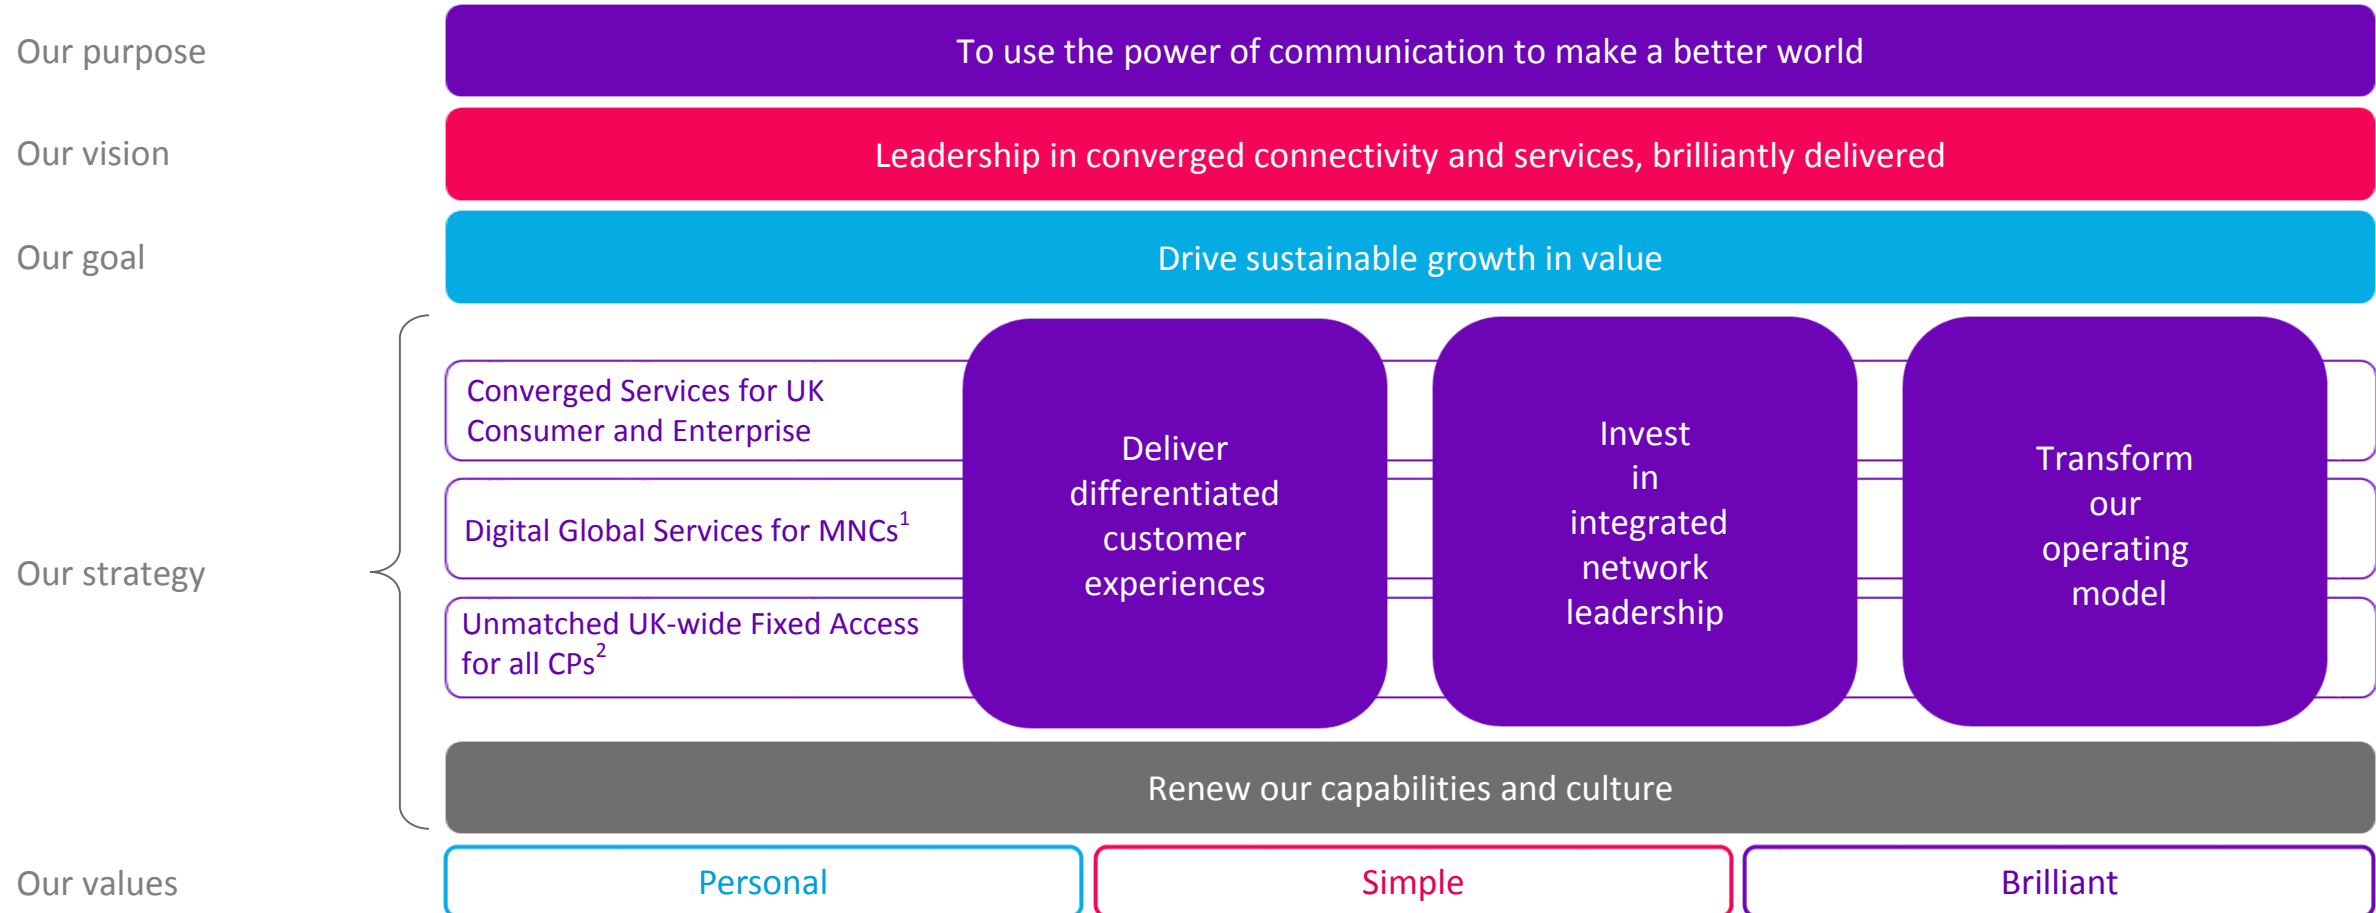 Our purpose
To use the power of communication to make a better world
Our vision
Leadership in converged connectivity and services, brilliantly delivered
Our goal
Drive sustainable growth in value
Our strategy
Converged Services for UK
Consumer and Enterprise
Digital Global Services for MNCs¹
Unmatched UK-wide Fixed Access
for all CPs²
Deliver
differentiated
customer
experiences
Invest
in
integrated
network
leadership
Transform
our
operating
model
Renew our capabilities and culture
Our values
Personal
Simple
Brilliant